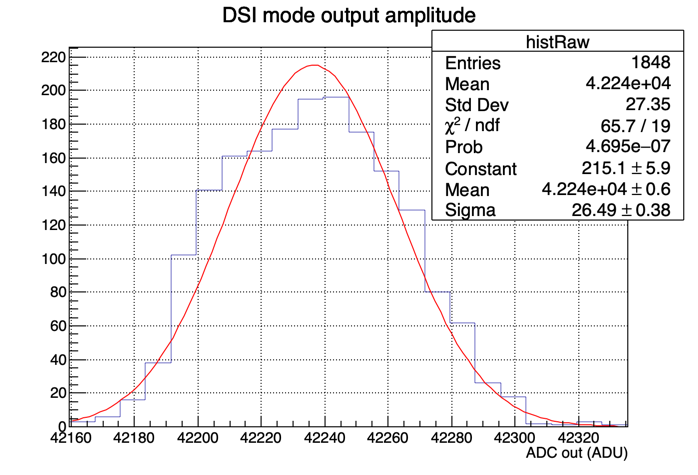 DSI mode output amplitude
histRaw
Entries 1848
Mean 4.224e+04
Std Dev 27.35
χ² / ndf 65.7 / 19
Prob 4.695e−07
Constant 215.1 ± 5.9
Mean 4.224e+04 ± 0.6
Sigma 26.49 ± 0.38
220
200
180
160
140
120
100
80
60
40
20
0
42160 42180 42200 42220 42240 42260 42280 42300 42320
ADC out (ADU)